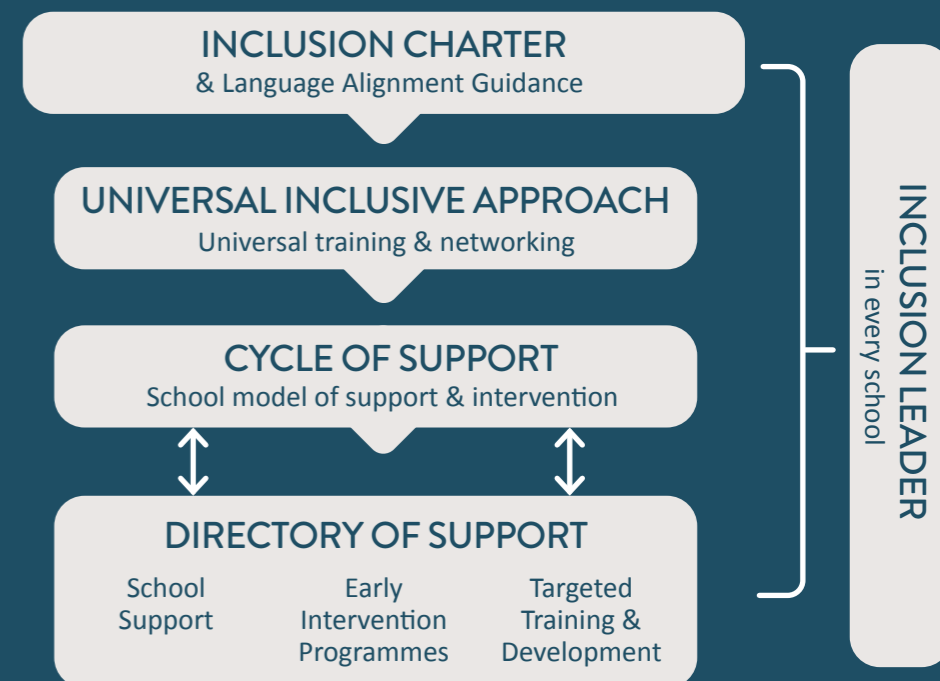 INCLUSION CHARTER
& Language Alignment Guidance
UNIVERSAL INCLUSIVE APPROACH
Universal training & networking
CYCLE OF SUPPORT
School model of support & intervention
DIRECTORY OF SUPPORT
School
Support
Early
Intervention
Programmes
Targeted
Training &
Development
INCLUSION LEADER
in every school